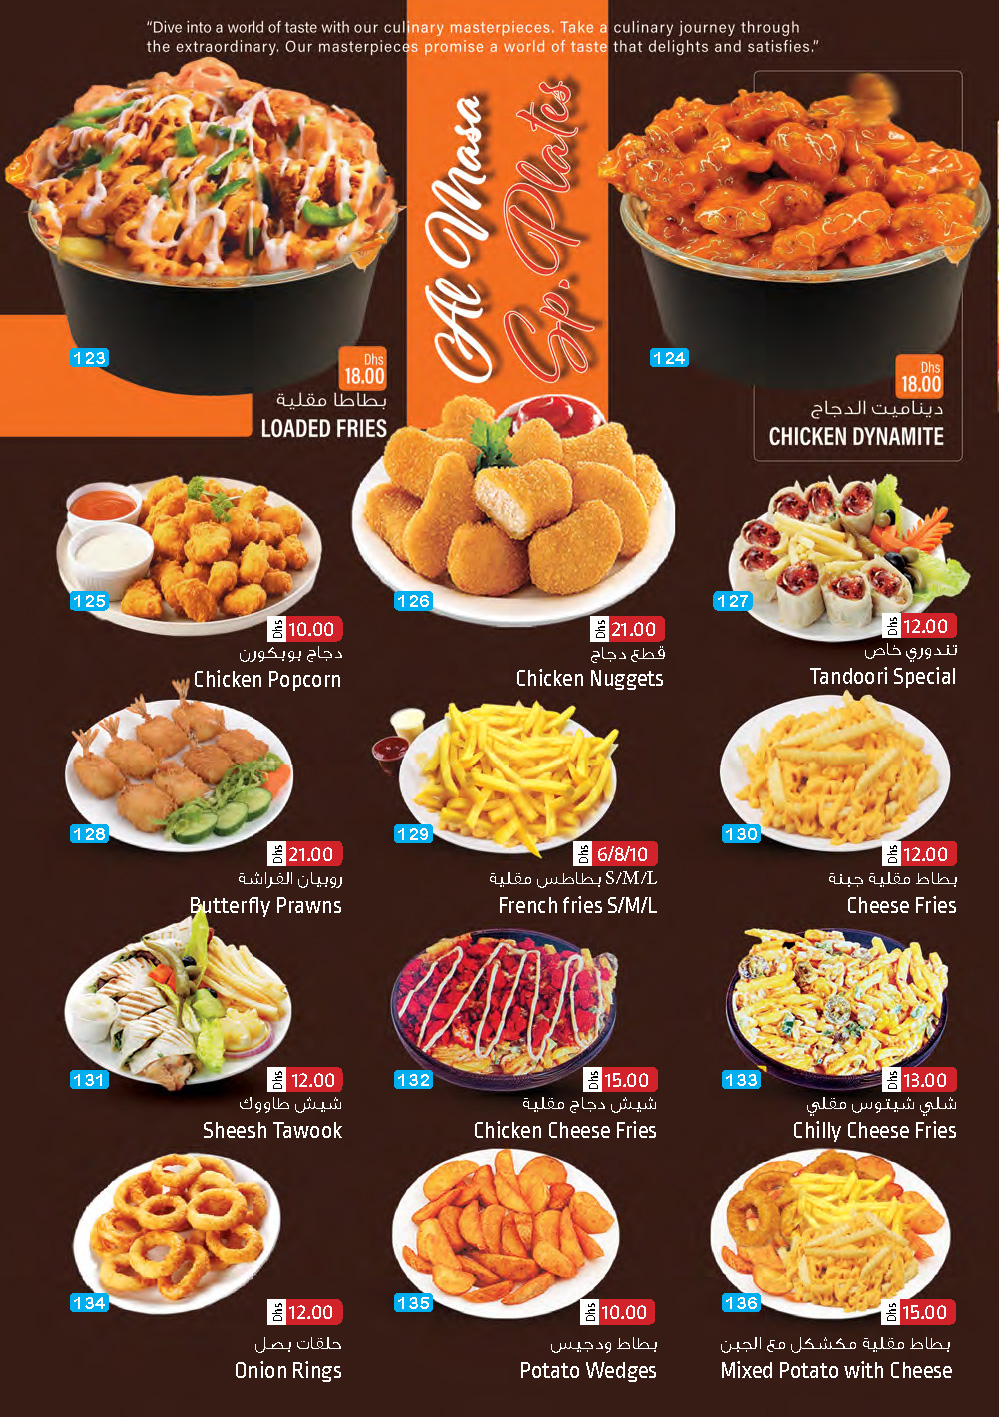 “Dive into a world of taste with our culinary masterpieces. Take a culinary journey through
the extraordinary. Our masterpieces promise a world of taste that delights and satisfies.”
Al Masa
Sp. Plates
123
Dhs
18.00
بطاطا مقلية
LOADED FRIES
124
Dhs
18.00
ديناميت الدجاج
CHICKEN DYNAMITE
125
Dhs 10.00
دجاج بوبكورن
Chicken Popcorn
126
Dhs 21.00
قطع دجاج
Chicken Nuggets
127
Dhs 12.00
تندوري خاص
Tandoori Special
128
Dhs 21.00
روبيان الفراشة
Butterfly Prawns
129
Dhs 6/8/10
بطاطس مقلية S/M/L
French fries S/M/L
130
Dhs 12.00
بطاط مقلية جبنة
Cheese Fries
131
Dhs 12.00
شيش طاووك
Sheesh Tawook
132
Dhs 15.00
شيش دجاج مقلية
Chicken Cheese Fries
133
Dhs 13.00
شلي شيتوس مقلي
Chilly Cheese Fries
134
Dhs 12.00
حلقات بصل
Onion Rings
135
Dhs 10.00
بطاط ودجيس
Potato Wedges
136
Dhs 15.00
بطاط مقلية مكشكل مع الجبن
Mixed Potato with Cheese